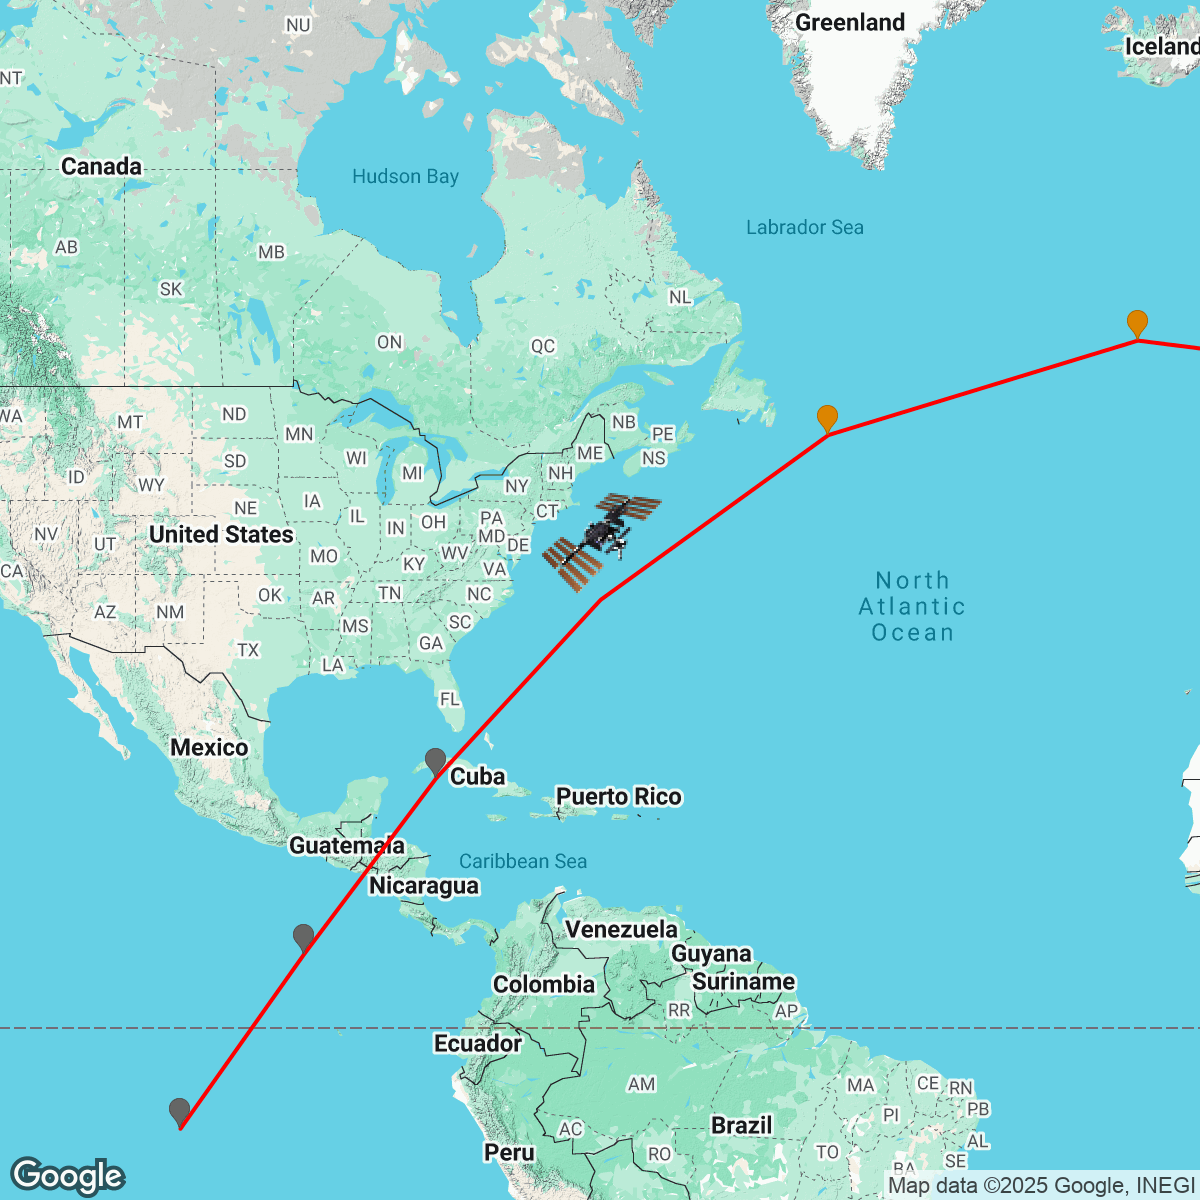 Greenland
Iceland
NU
NT
Canada
Hudson Bay
Labrador Sea
AB
MB
SK
NL
ON
QC
WA
MT
ND
MN
NB
PE
ME
NS
WI
MI
NH
ID
SD
WY
NY
CT
IA
NE
IL
IN
OH
PA
MD
DE
NV
United States
UT
CA
MO
KY
WV
VA
North
Atlantic
Ocean
AZ
NM
OK
AR
TN
NC
MS
SC
GA
TX
LA
FL
Mexico
Cuba
Puerto Rico
Guatemala
Caribbean Sea
Nicaragua
Venezuela
Guyana
Colombia
Suriname
RR
AP
Ecuador
AM
MA
CE
RN
PI
PB
Brazil
AC
AL
Peru
RO
TO
BA
SE
Google
Map data ©2025 Google, INEGI